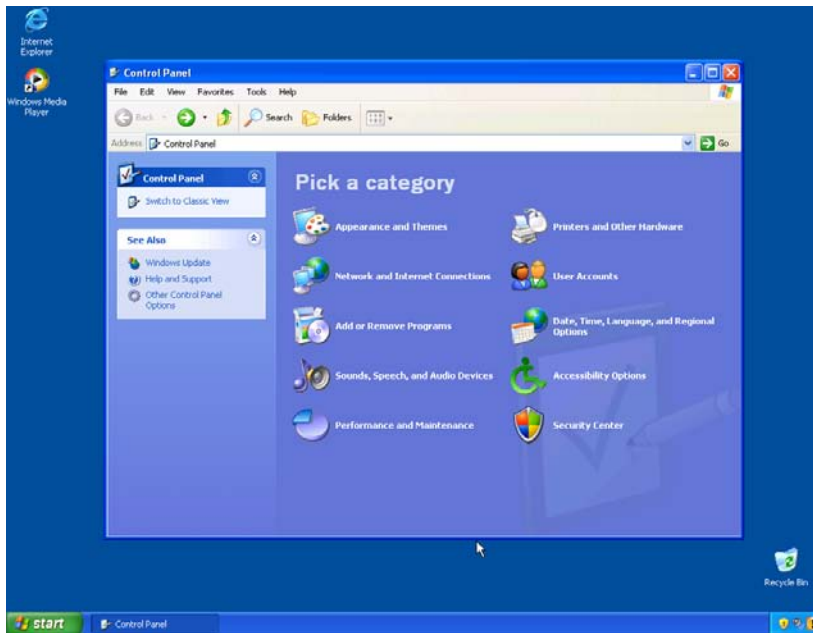 Internet
Explorer
Windows Media
Player
Control Panel
File Edit View Favorites Tools Help
Back
Search
Folders
Address
Control Panel
Go
Control Panel
Switch to Classic View
See Also
Windows Update
Help and Support
Other Control Panel
Options
Pick a category
Appearance and Themes
Printers and Other Hardware
Network and Internet Connections
User Accounts
Add or Remove Programs
Date, Time, Language, and Regional
Options
Sounds, Speech, and Audio Devices
Accessibility Options
Performance and Maintenance
Security Center
Recycle Bin
start
Control Panel